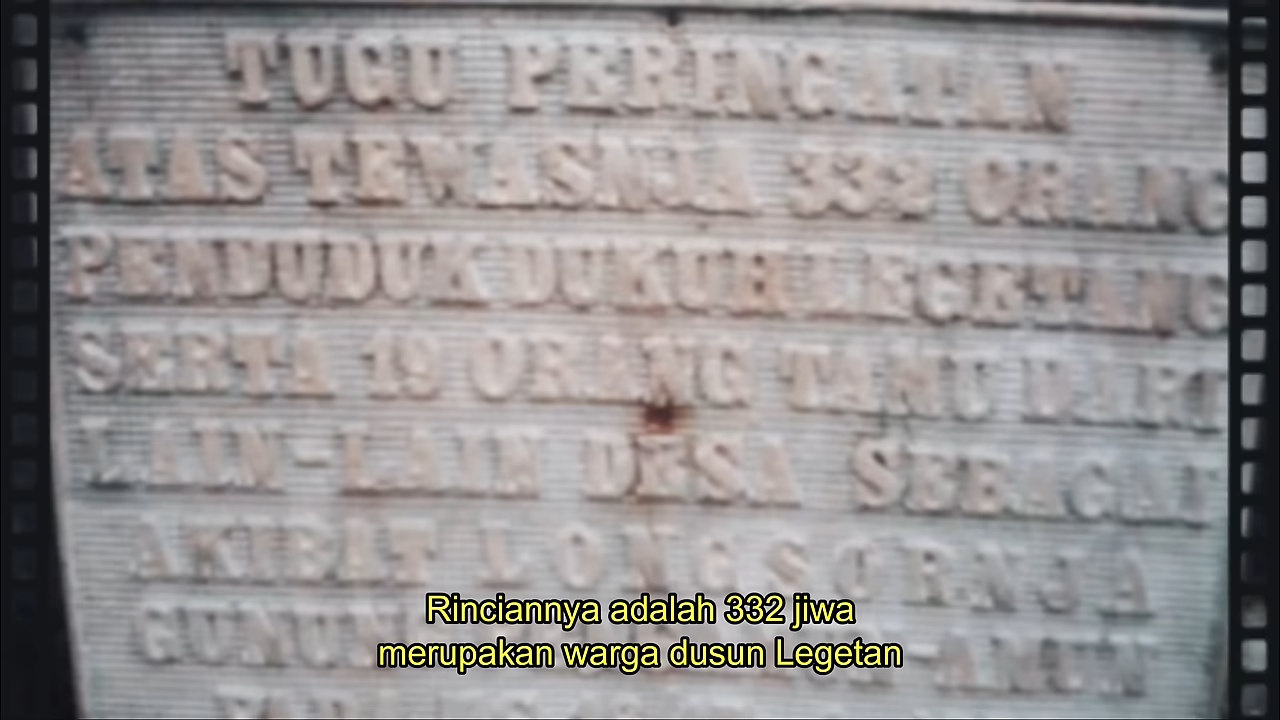 TUGU PERINGATAN
ATAS TEWASNJA 332 ORANG
PENDUDUK DUKUH LEGETANG
SERTA 19 ORANG TAMU DARI
LAIN-LAIN DESA SEBAGAI
AKIBAT LONGSORNJA
GUNUNG
Rinciannya adalah 332 jiwa
merupakan warga dusun Legetan